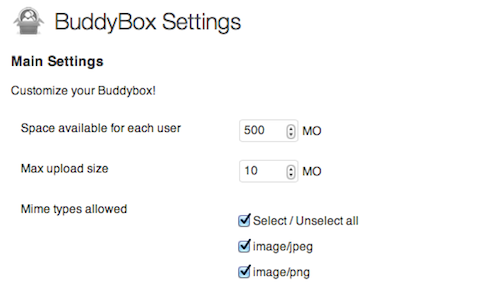 BuddyBox Settings
Main Settings
Customize your Buddybox!
Space available for each user 500 MO
Max upload size 10 MO
Mime types allowed
Select / Unselect all
image/jpeg
image/png